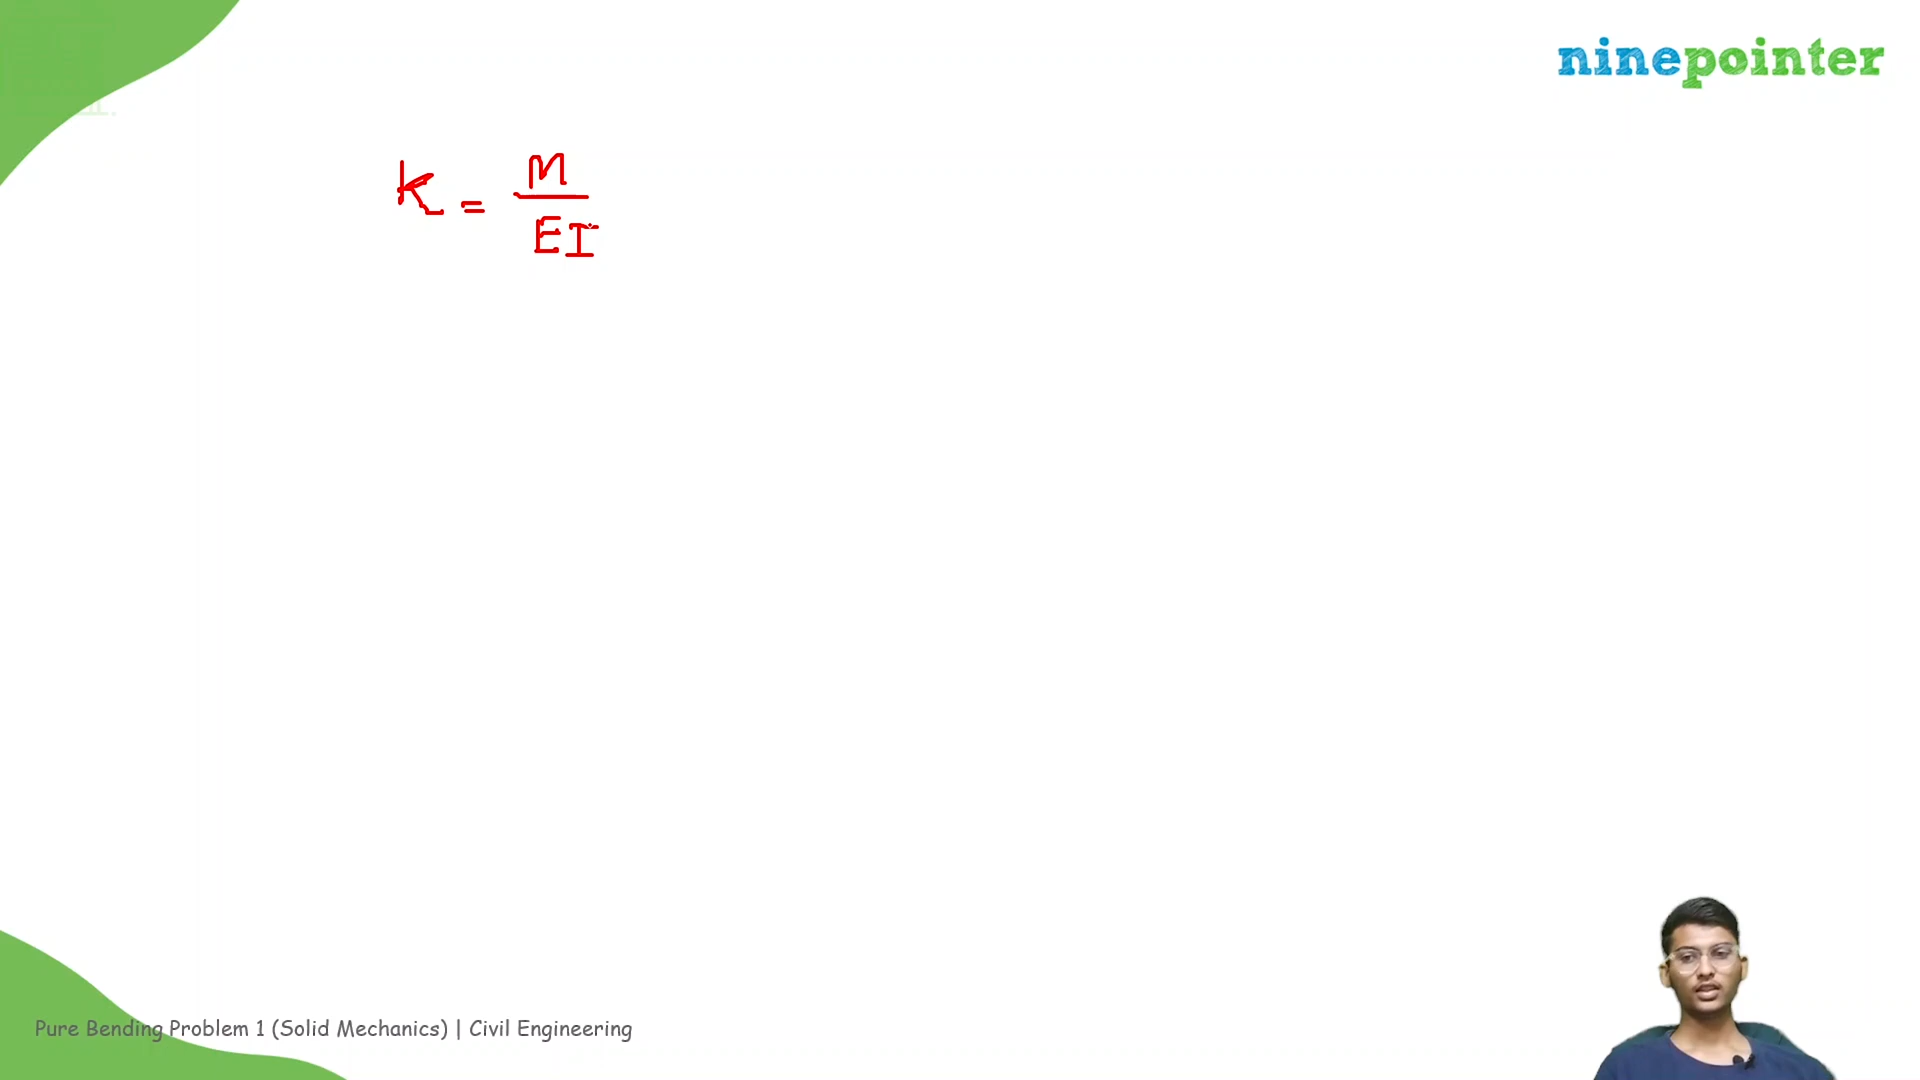 ninepointer
K = M / EI
Pure Bending Problem 1 (Solid Mechanics) | Civil Engineering